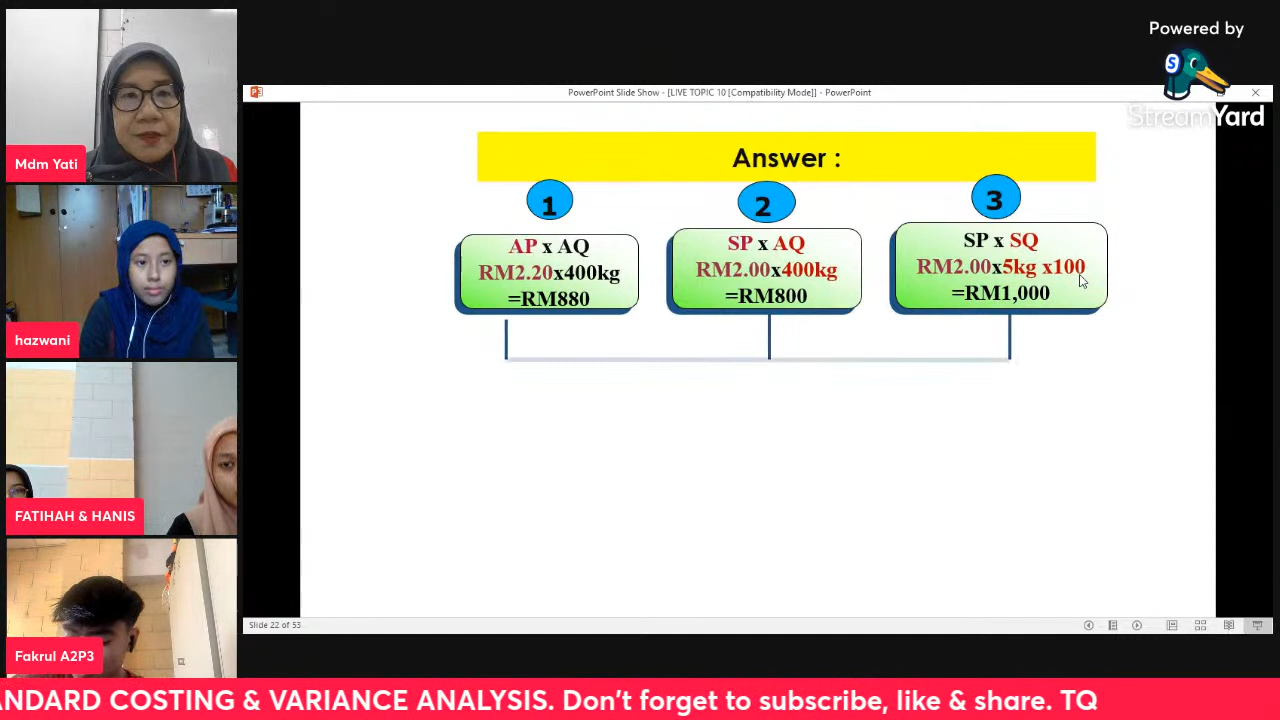 Powered by
S
StreamYard
PowerPoint Slide Show - [LIVE TOPIC 10 [Compatibility Mode]] - PowerPoint
Answer :
1
AP x AQ
RM2.20x400kg
=RM880
2
SP x AQ
RM2.00x400kg
=RM800
3
SP x SQ
RM2.00x5kg x100
=RM1,000
Mdm Yati
hazwani
FATIHAH & HANIS
Fakrul A2P3
Slide 22 of 53
ANDARD COSTING & VARIANCE ANALYSIS. Don't forget to subscribe, like & share. TQ